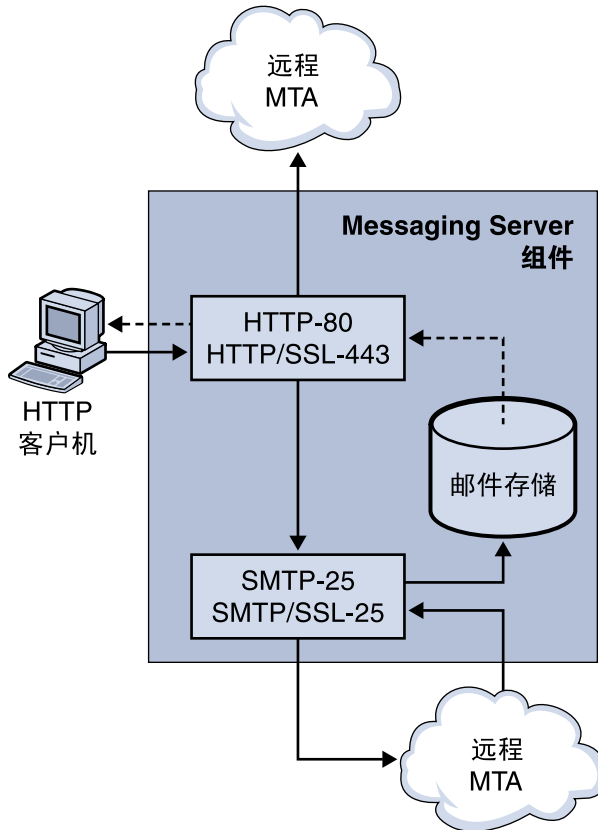 远程
MTA
Messaging Server
组件
HTTP-80
HTTP/SSL-443
HTTP
客户机
邮件存储
SMTP-25
SMTP/SSL-25
远程
MTA